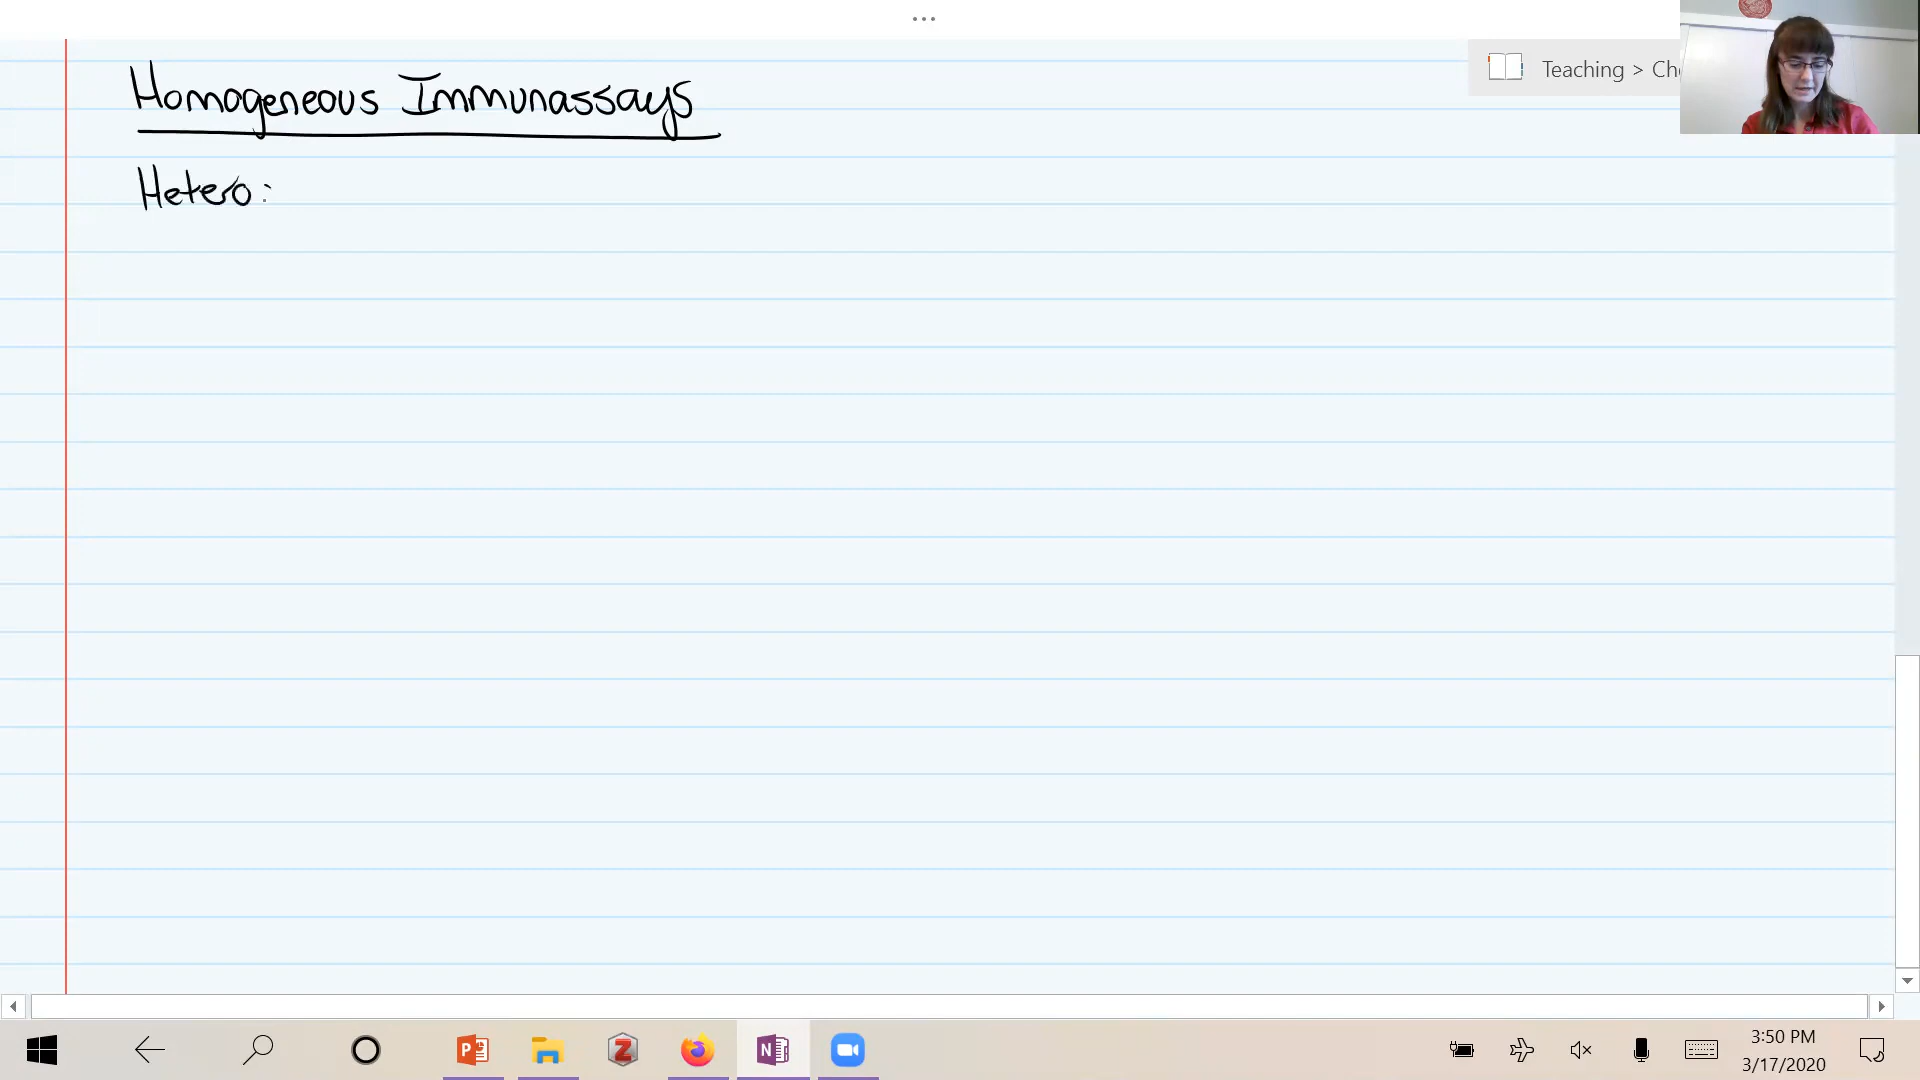 Homogeneous Immunassays
Teaching > Ch
Hetero:
3:50 PM
3/17/2020